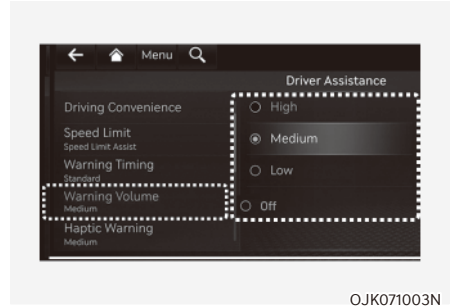 Menu
Driver Assistance
Driving Convenience
High
Speed Limit
Speed Limit Assist
Medium
Warning Timing
Standard
Low
Warning Volume
Medium
Off
Haptic Warning
Medium
OJK071003N